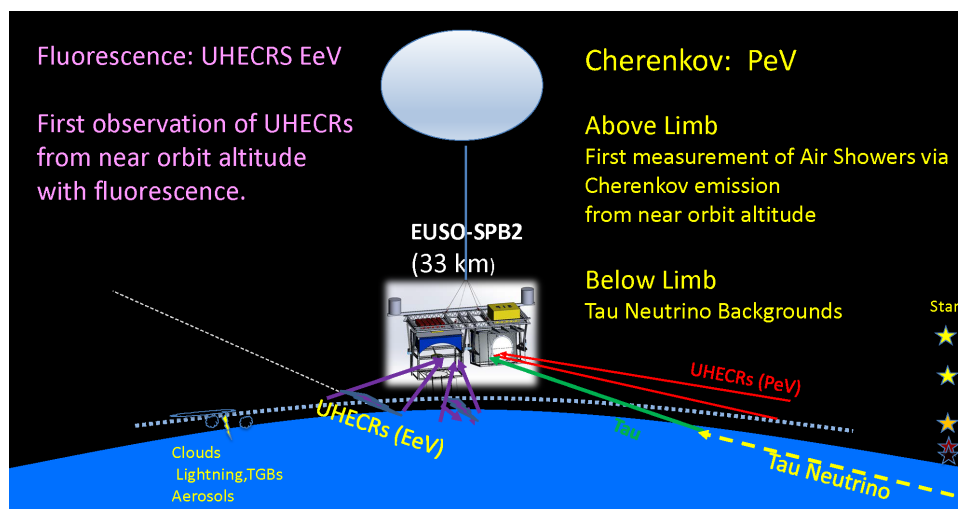 Fluorescence: UHECRS EeV
First observation of UHECRs
from near orbit altitude
with fluorescence.
Cherenkov:  PeV
Above Limb
First measurement of Air Showers via
Cherenkov emission
from near orbit altitude
Below Limb
Tau Neutrino Backgrounds
EUSO-SPB2
(33 km)
Star
UHECRs (PeV)
UHECRs (EeV)
Tau
Tau Neutrino
Clouds
Lightning,TGBs
Aerosols